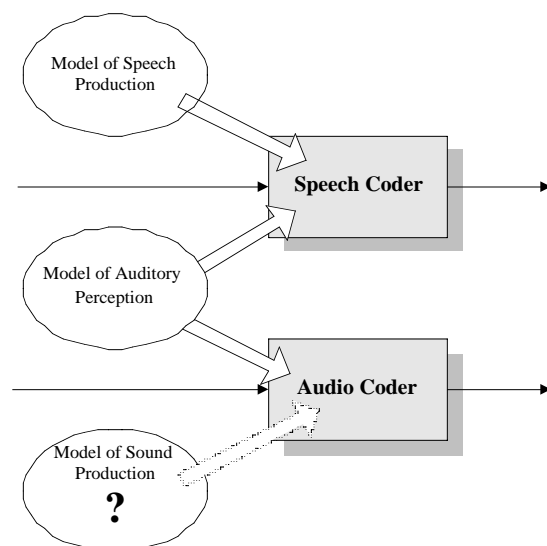 Model of Speech
Production
Speech Coder
Model of Auditory
Perception
Audio Coder
Model of Sound
Production
?